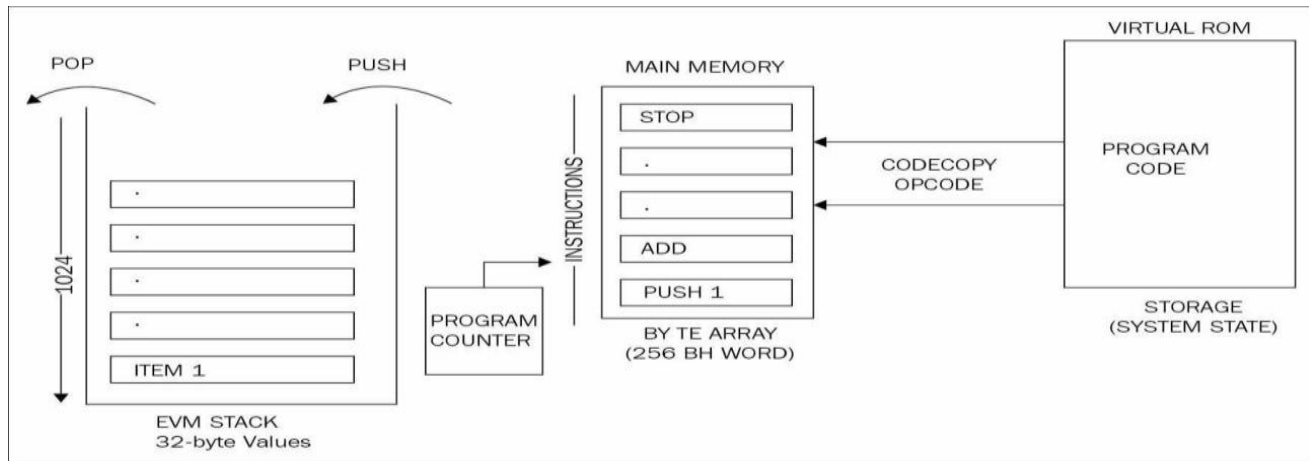 POP
PUSH
1024
.
.
.
.
ITEM 1
EVM STACK
32-byte Values
PROGRAM
COUNTER
INSTRUCTIONS
MAIN MEMORY
STOP
.
.
ADD
PUSH 1
BY TE ARRAY
(256 BH WORD)
CODECOPY
OPCODE
VIRTUAL ROM
PROGRAM
CODE
STORAGE
(SYSTEM STATE)